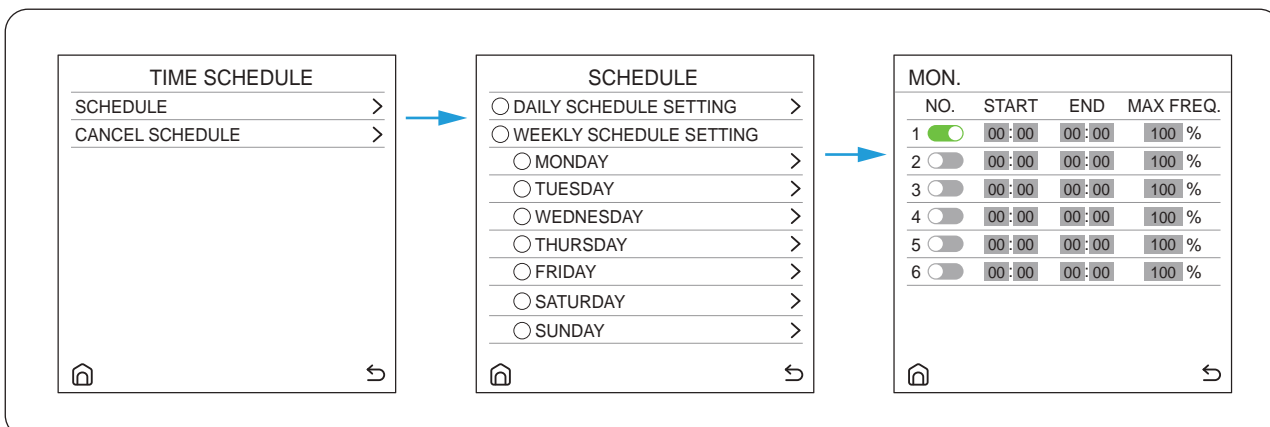 TIME SCHEDULE
SCHEDULE
CANCEL SCHEDULE
SCHEDULE
DAILY SCHEDULE SETTING
WEEKLY SCHEDULE SETTING
MONDAY
TUESDAY
WEDNESDAY
THURSDAY
FRIDAY
SATURDAY
SUNDAY
MON.
NO. START END MAX FREQ.
1 00:00 00:00 100 %
2 00:00 00:00 100 %
3 00:00 00:00 100 %
4 00:00 00:00 100 %
5 00:00 00:00 100 %
6 00:00 00:00 100 %